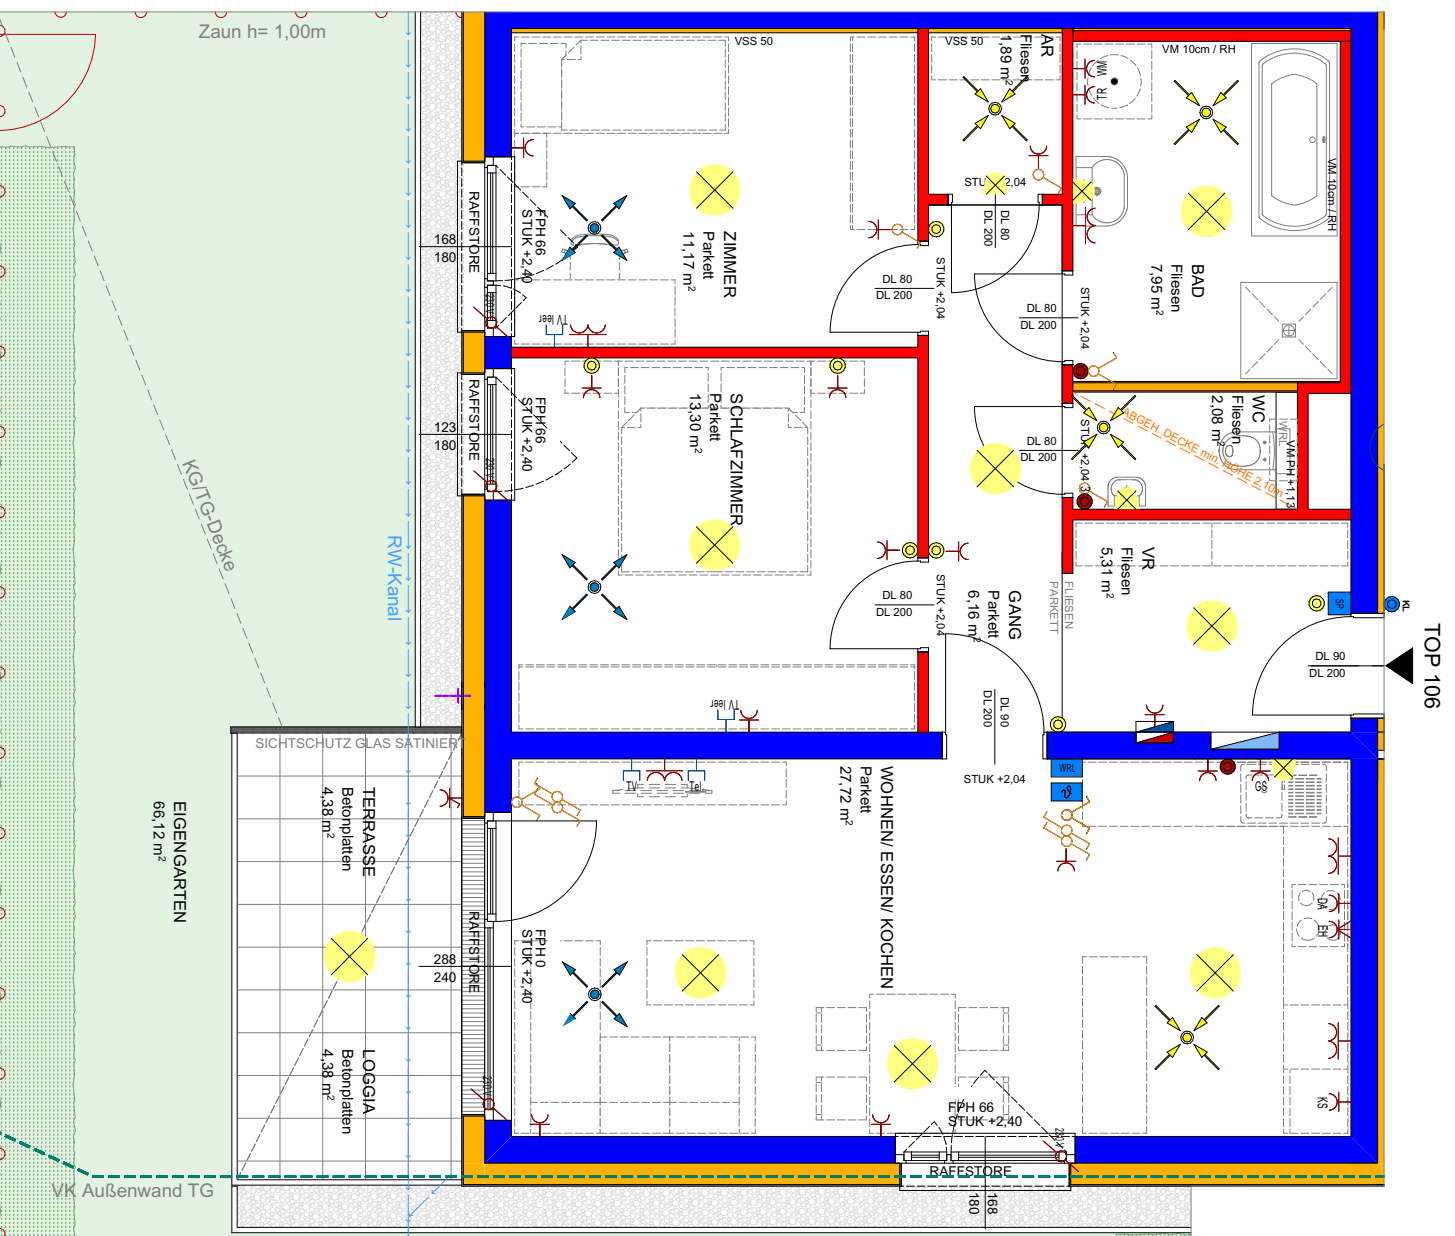 Zaun h= 1,00m
VSS 50
VSS 50
AR
Fliesen
1,89 m²
VM 10cm / RH
VM 10cm / RH
WM
TR
STUK +2,04
DL 80
DL 200
BAD
Fliesen
7,95 m²
ZIMMER
Parkett
11,17 m²
RAFFSTORE
168
180
FPH 66
STUK +2,40
230 V
TV leer
DL 80
DL 200
STUK +2,04
DL 80
DL 200
STUK +2,04
RAFFSTORE
123
180
FPH 66
STUK +2,40
230 V
SCHLAFZIMMER
Parkett
13,30 m²
DL 80
DL 200
WC
Fliesen
2,08 m²
WRL
VM PH +1,13
ABGEH. DECKE min. HÖHE 2,10m
KG/TG-Decke
RW-Kanal
VR
Fliesen
5,31 m²
FLIESEN
PARKETT
GANG
Parkett
6,16 m²
DL 80
DL 200
STUK +2,04
SP
KL
TOP 106
DL 90
DL 200
DL 90
DL 200
STUK +2,04
TV leer
SICHTSCHUTZ GLAS SATINIERT
TV
Tel.
WRL
GS
WOHNEN/ ESSEN/ KOCHEN
Parkett
27,72 m²
EIGENGARTEN
66,12 m²
TERRASSE
4,38 m²
Betonplatten
LOGGIA
4,38 m²
Betonplatten
RAFFSTORE
288
240
FPH 0
STUK +2,40
230 V
DA
EH
KS
FPH 66
STUK +2,40
230 V
RAFFSTORE
168
180
VK Außenwand TG